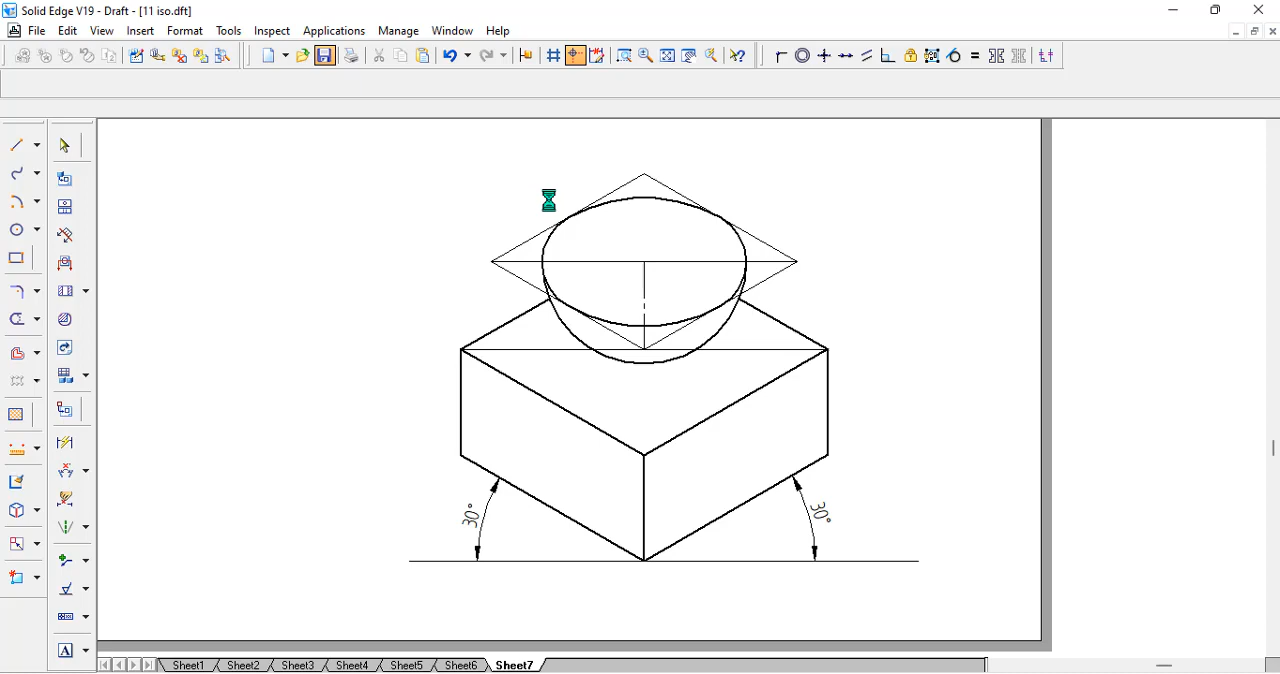 Solid Edge V19 - Draft - [11 iso.dft]
File Edit View Insert Format Tools Inspect Applications Manage Window Help
30° 30°
A
Sheet1 Sheet2 Sheet3 Sheet4 Sheet5 Sheet6 Sheet7